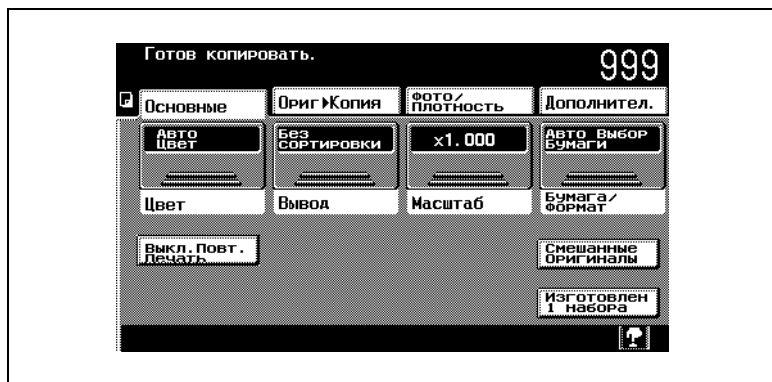 Готов копировать.
999
Основные
Ориг▶Копия
ФОТО/
ПЛОТНОСТЬ
Дополнител.
Авто
Цвет
Без
сортировки
x1.000
Авто Выбор
Бумаги
Цвет
Вывод
Масштаб
Бумага/
Формат
Выкл.Повт.
Печать
Смешанные
Оригиналы
Изготовлен
1 набора